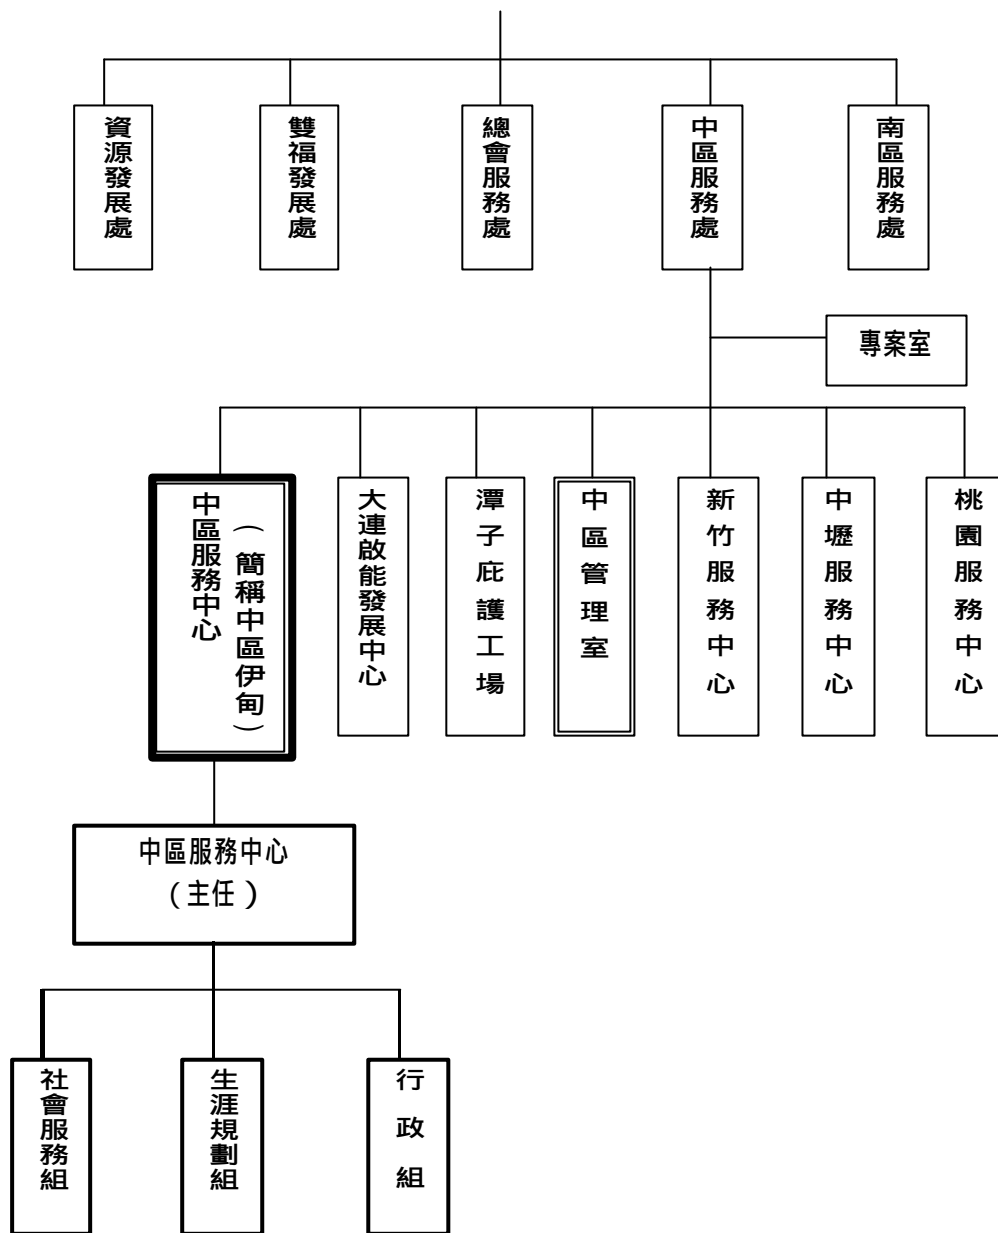 資源發展處
雙福發展處
總會服務處
中區服務處
南區服務處
專案室
中區服務中心
（簡稱中區伊甸）
大連啟能發展中心
潭子庇護工場
中區管理室
新竹服務中心
中壢服務中心
桃園服務中心
中區服務中心
（主任）
社會服務組
生涯規劃組
行政組